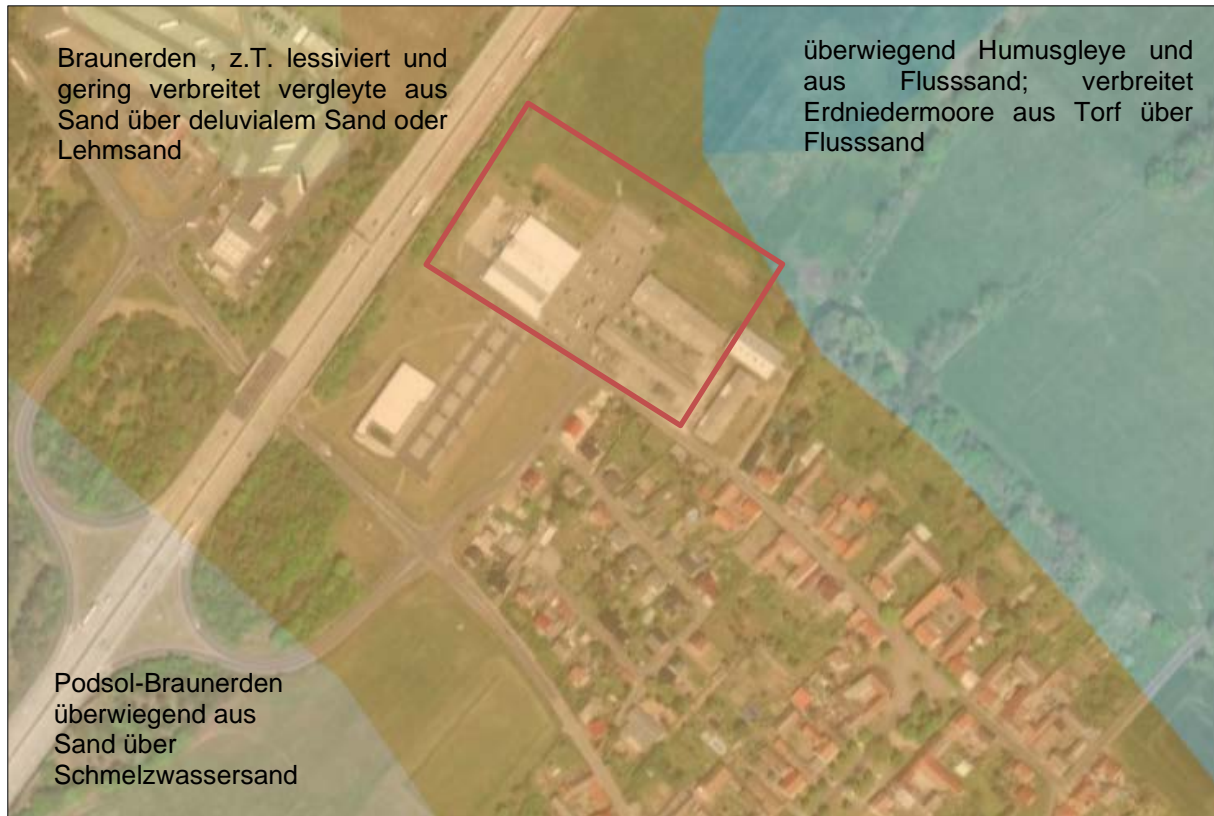 Braunerden , z.T. lessiviert und
gering verbreitet vergleyte aus
Sand über deluvialem Sand oder
Lehmsand
überwiegend Humusgleye und
aus Flusssand; verbreitet
Erdniedermoore aus Torf über
Flusssand
Podsol-Braunerden
überwiegend aus
Sand über
Schmelzwassersand